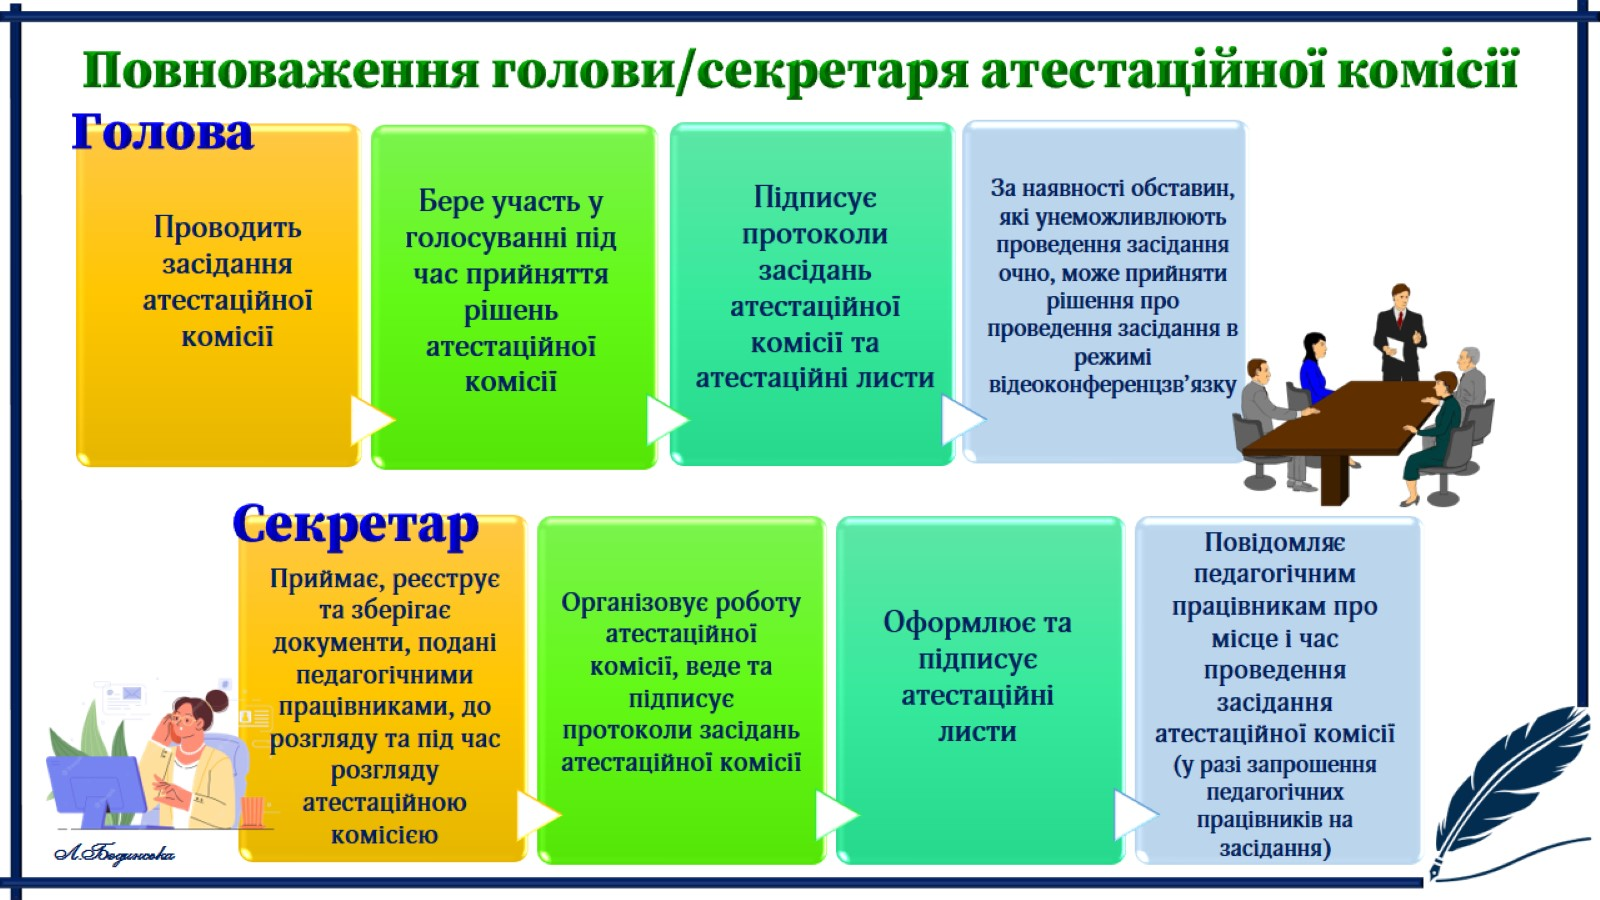 Повноваження голови/секретаря атестаційної комісії
Голова
Проводить
засідання
атестаційної
комісії
Бере участь у
голосуванні під
час прийняття
рішень
атестаційної
комісії
Підписує
протоколи
засідань
атестаційної
комісії та
атестаційні листи
За наявності обставин,
які унеможливлюють
проведення засідання
очно, може прийняти
рішення про
проведення засідання в
режимі
відеоконференцзв’язку
Секретар
Приймає, реєструє
та зберігає
документи, подані
педагогічними
працівниками, до
розгляду та під час
розгляду
атестаційною
комісією
Організовує роботу
атестаційної
комісії, веде та
підписує
протоколи засідань
атестаційної комісії
Оформлює та
підписує
атестаційні
листи
Повідомляє
педагогічним
працівникам про
місце і час
проведення
засідання
атестаційної комісії
(у разі запрошення
педагогічних
працівників на
засідання)
Л.Бединська